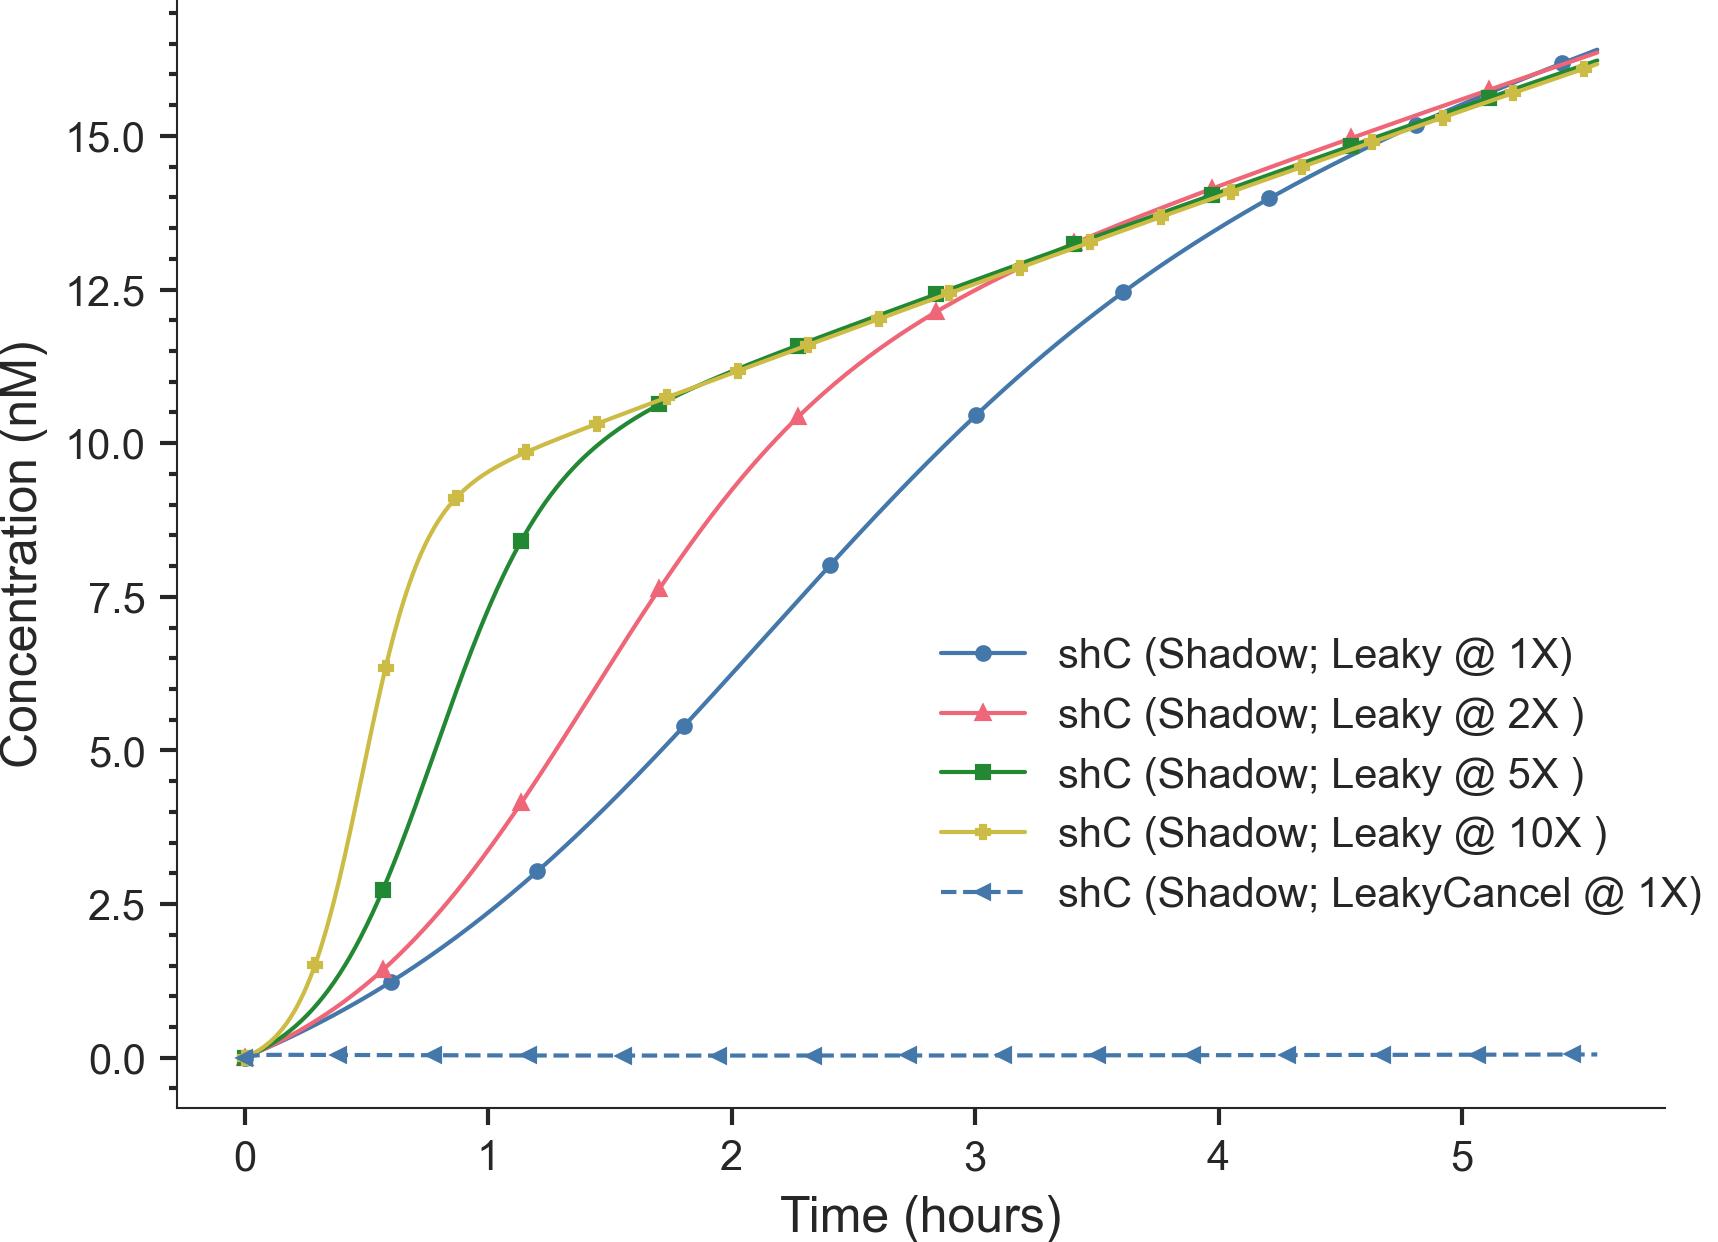 15.0
12.5
10.0
7.5
5.0
2.5
0.0
Concentration (nM)
shC (Shadow; Leaky @ 1X)
shC (Shadow; Leaky @ 2X )
shC (Shadow; Leaky @ 5X )
shC (Shadow; Leaky @ 10X )
shC (Shadow; LeakyCancel @ 1X)
0 1 2 3 4 5
Time (hours)